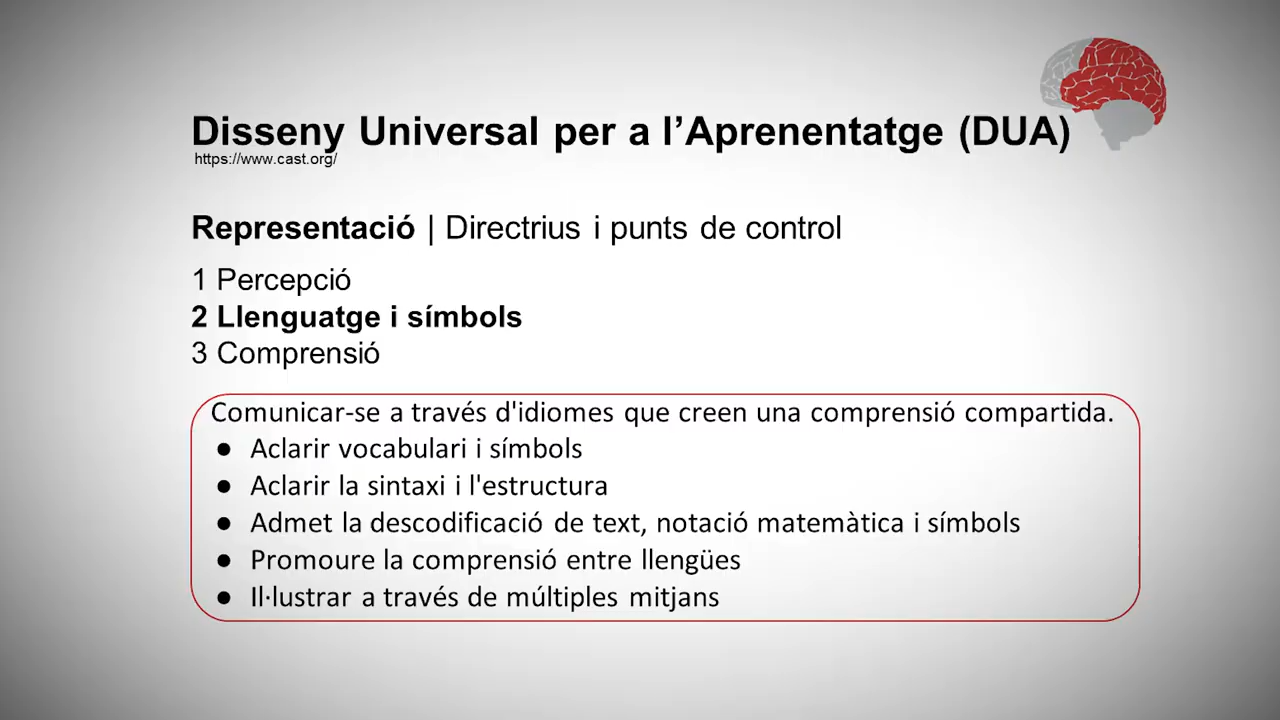 Disseny Universal per a l’Aprenentatge (DUA)
https://www.cast.org/
Representació | Directrius i punts de control
1 Percepció
2 Llenguatge i símbols
3 Comprensió
Comunicar-se a través d'idiomes que creen una comprensió compartida.
● Aclarir vocabulari i símbols
● Aclarir la sintaxi i l'estructura
● Admet la descodificació de text, notació matemàtica i símbols
● Promoure la comprensió entre llengües
● Il·lustrar a través de múltiples mitjans